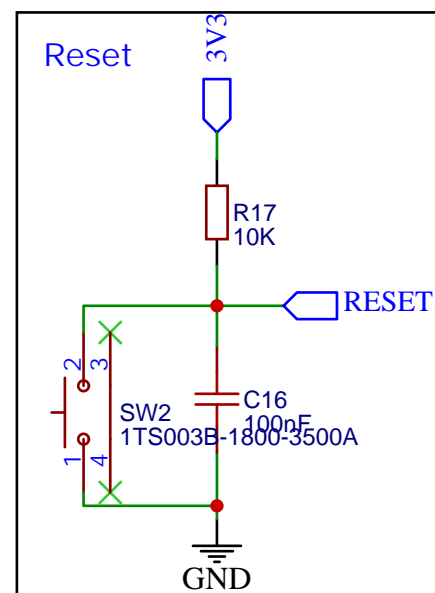 Reset
3V3
R17
10K
RESET
2
3
C16
100nF
SW2
1TS003B-1800-3500A
1
4
GND